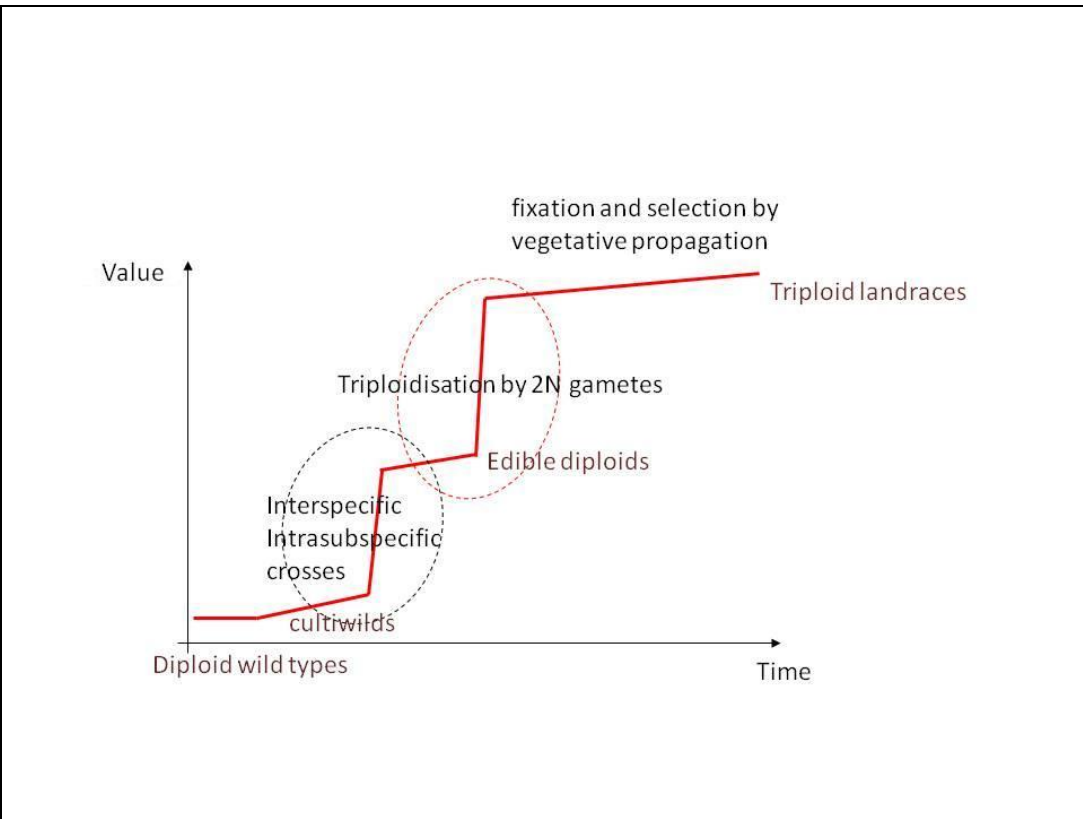 fixation and selection by
vegetative propagation
Value
Triploid landraces
Triploidisation by 2N gametes
Edible diploids
Interspecific
Intrasubspecific
crosses
cultiwilds
Diploid wild types
Time